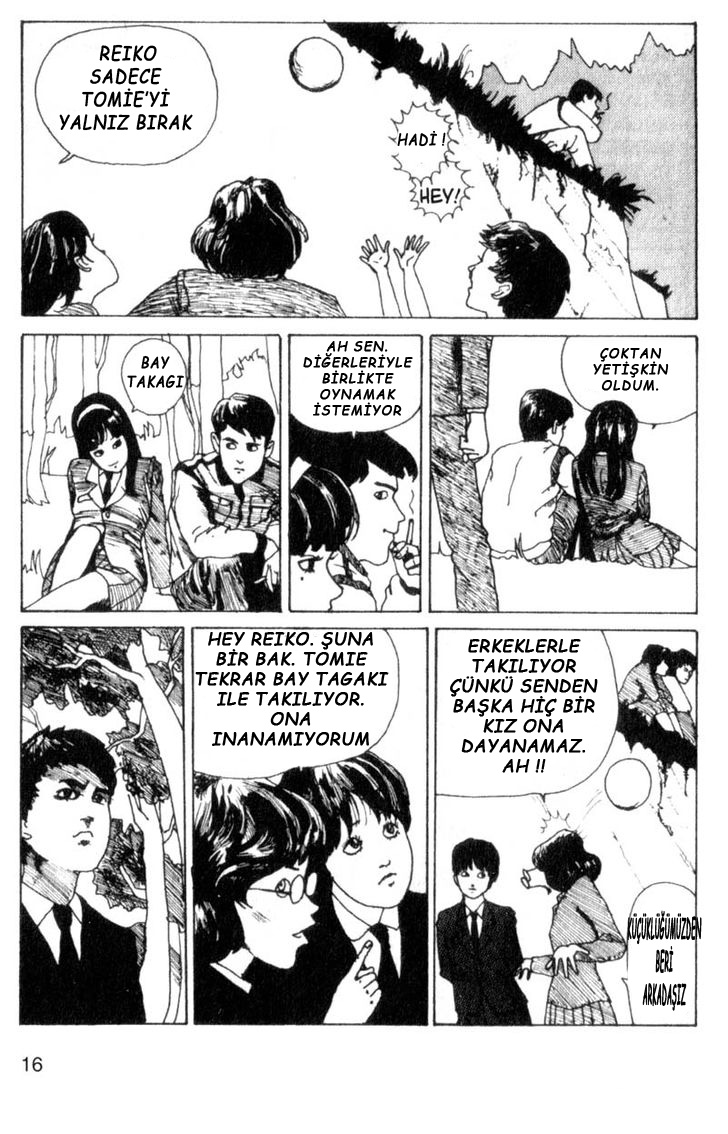 REIKO
SADECE
TOMİE'Yİ
YALNIZ BIRAK
HADİ !
HEY!
BAY
TAKAGI
AH SEN.
DİĞERLERİYLE
BİRLİKTE
OYNAMAK
İSTEMİYOR
ÇOKTAN
YETİŞKİN
OLDUM.
HEY REIKO. ŞUNA
BİR BAK. TOMIE
TEKRAR BAY TAGAKI
ILE TAKILIYOR.
ONA
INANAMIYORUM
ERKEKLERLE
TAKILIYOR
ÇÜNKÜ SENDEN
BAŞKA HİÇ BİR
KIZ ONA
DAYANAMAZ.
AH !!
KÜÇÜKLÜĞÜMÜZDEN
BERİ
ARKADAŞIZ
16